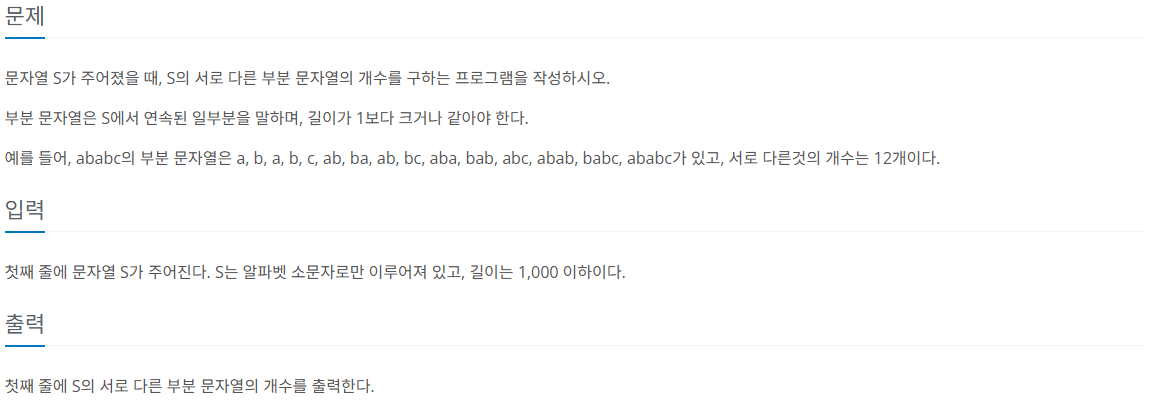 문제
문자열 S가 주어졌을 때, S의 서로 다른 부분 문자열의 개수를 구하는 프로그램을 작성하시오.
부분 문자열은 S에서 연속된 일부분을 말하며, 길이가 1보다 크거나 같아야 한다.
예를 들어, ababc의 부분 문자열은 a, b, a, b, c, ab, ba, ab, bc, aba, bab, abc, abab, babc, ababc가 있고, 서로 다른것의 개수는 12개이다.
입력
첫째 줄에 문자열 S가 주어진다. S는 알파벳 소문자로만 이루어져 있고, 길이는 1,000 이하이다.
출력
첫째 줄에 S의 서로 다른 부분 문자열의 개수를 출력한다.